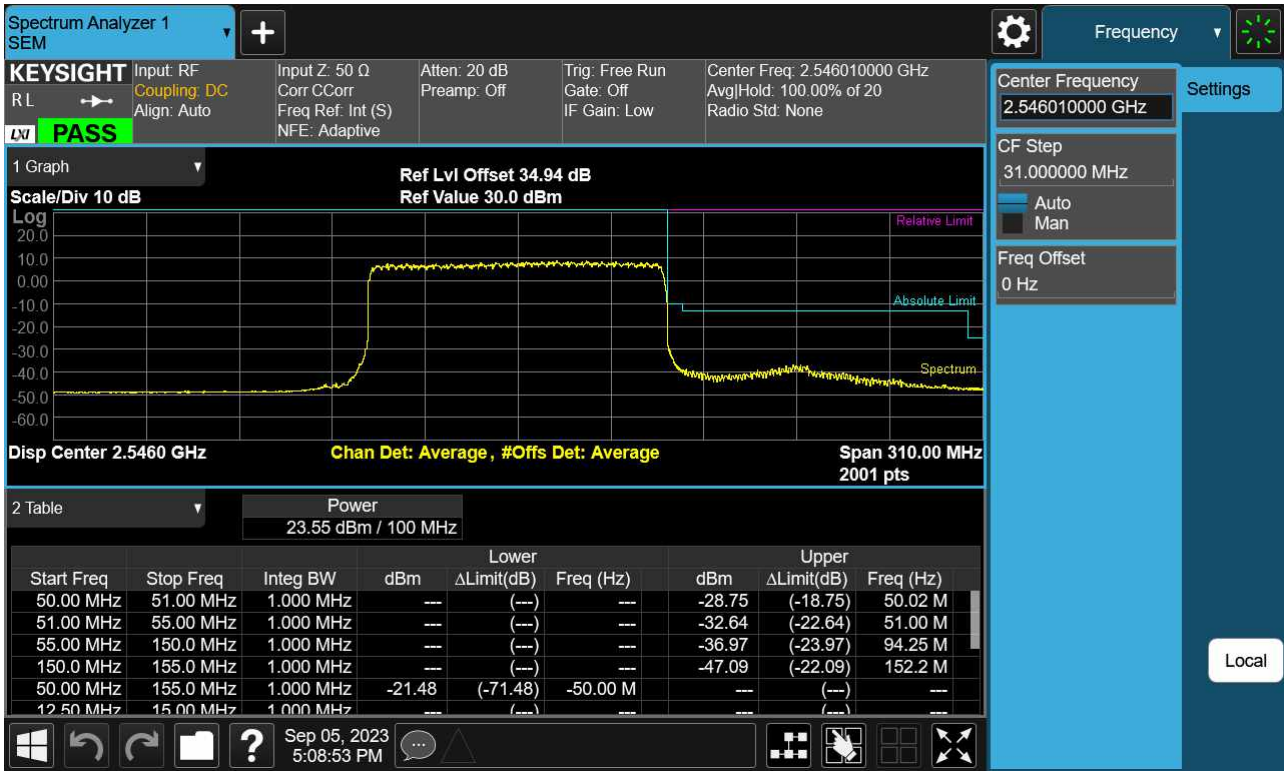 Spectrum Analyzer 1
SEM
Frequency
KEYSIGHT
R L
LXI PASS
Input: RF
Coupling: DC
Align: Auto
Input Z: 50 Ω
Corr CCorr
Freq Ref: Int (S)
NFE: Adaptive
Atten: 20 dB
Preamp: Off
Trig: Free Run
Gate: Off
IF Gain: Low
Center Freq: 2.546010000 GHz
Avg|Hold: 100.00% of 20
Radio Std: None
Center Frequency
2.546010000 GHz
Settings
CF Step
31.000000 MHz
Auto
Man
Freq Offset
0 Hz
Local
1 Graph
Scale/Div 10 dB
Ref Lvl Offset 34.94 dB
Ref Value 30.0 dBm
Log
20.0
10.0
0.00
-10.0
-20.0
-30.0
-40.0
-50.0
-60.0
Relative Limit
Absolute Limit
Spectrum
Disp Center 2.5460 GHz
Chan Det: Average , #Offs Det: Average
Span 310.00 MHz
2001 pts
2 Table
Power
23.55 dBm / 100 MHz
Lower Upper
Start Freq Stop Freq Integ BW dBm ΔLimit(dB) Freq (Hz) dBm ΔLimit(dB) Freq (Hz)
50.00 MHz 51.00 MHz 1.000 MHz --- (---) --- -28.75 (-18.75) 50.02 M
51.00 MHz 55.00 MHz 1.000 MHz --- (---) --- -32.64 (-22.64) 51.00 M
55.00 MHz 150.0 MHz 1.000 MHz --- (---) --- -36.97 (-23.97) 94.25 M
150.0 MHz 155.0 MHz 1.000 MHz --- (---) --- -47.09 (-22.09) 152.2 M
50.00 MHz 155.0 MHz 1.000 MHz -21.48 (-71.48) -50.00 M --- (---) ---
12.50 MHz 15.00 MHz 1.000 MHz --- (---) --- --- (---) ---
?
Sep 05, 2023
5:08:53 PM